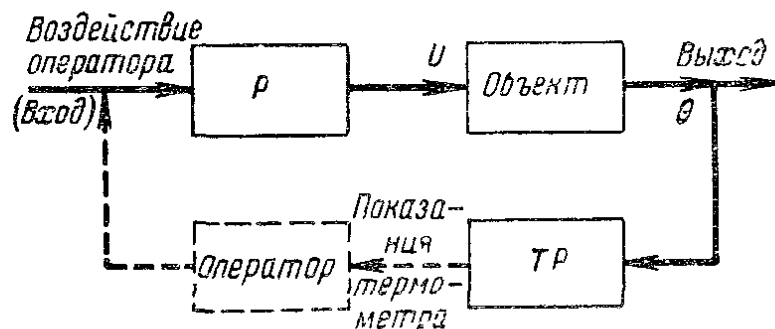 Воздействие
оператора
(Вход)
Р
U
Объект
Выход
Θ
Оператор
Показа-
ния
термо-
метра
ТР